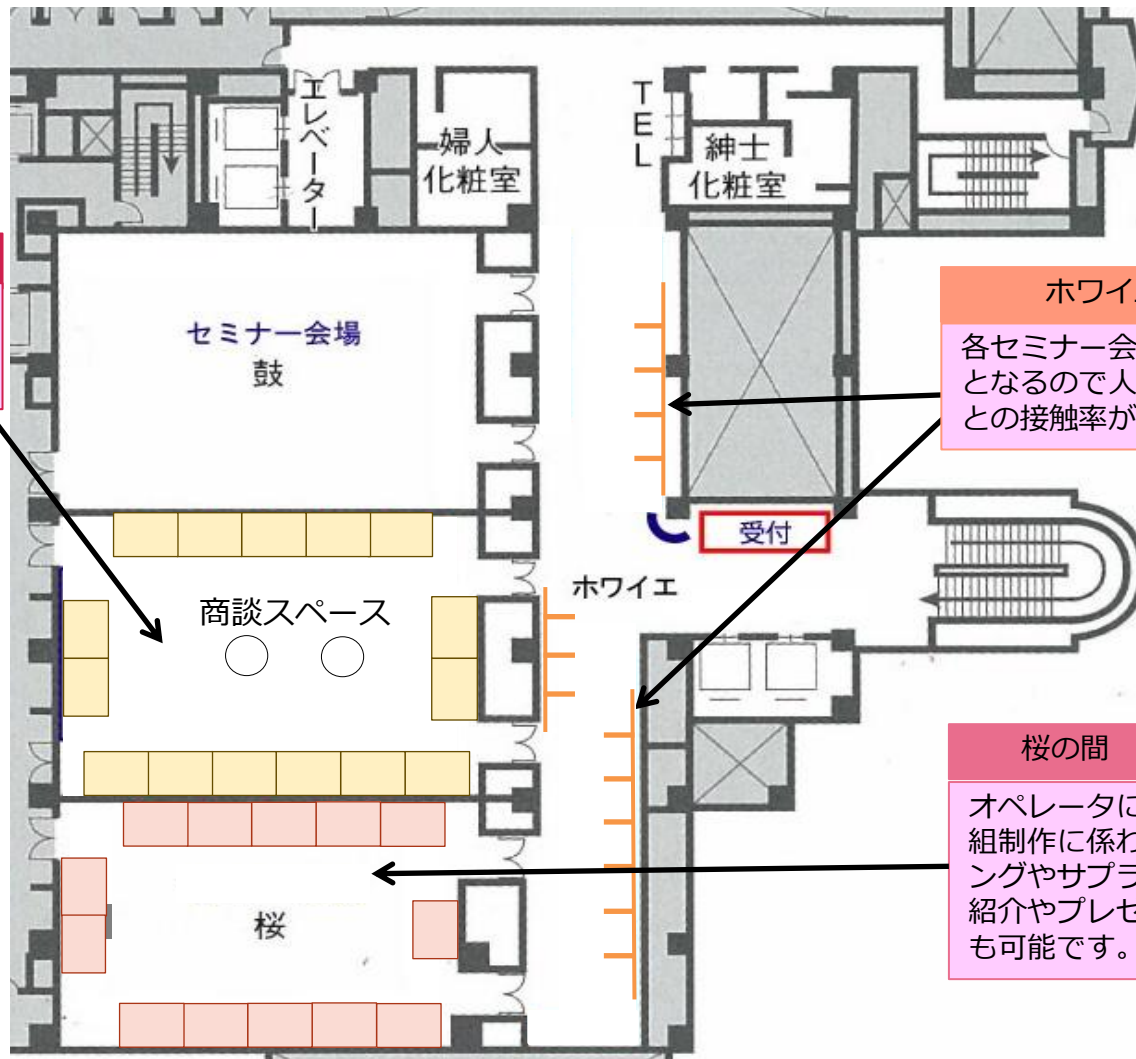 エレベーター
婦人
化粧室
TEL
紳士
化粧室
セミナー会場
鼓
ホワイ
各セミナー会
となるので人
との接触率が
受付
ホワイエ
商談スペース
桜の間
オペレータに
組制作に係わ
ングやサプラ
紹介やプレセ
も可能です。
桜